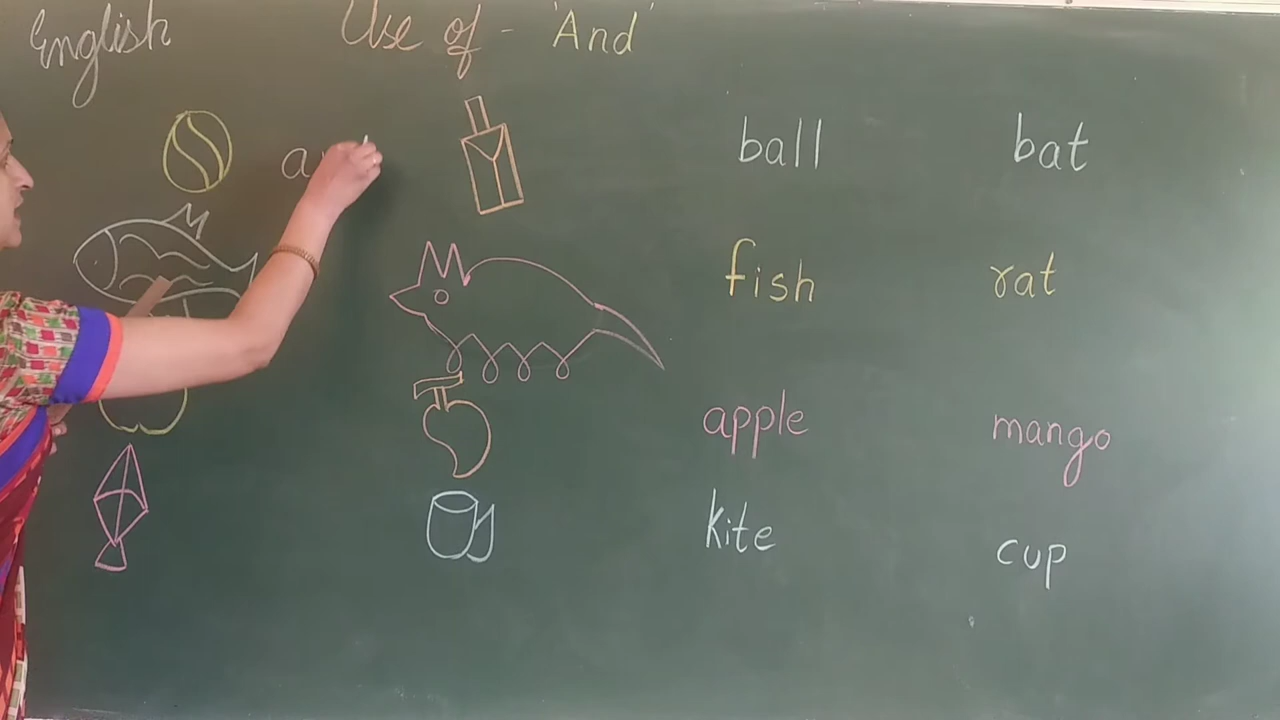 English Use of - 'And'
a
ball bat
fish rat
apple mango
kite cup